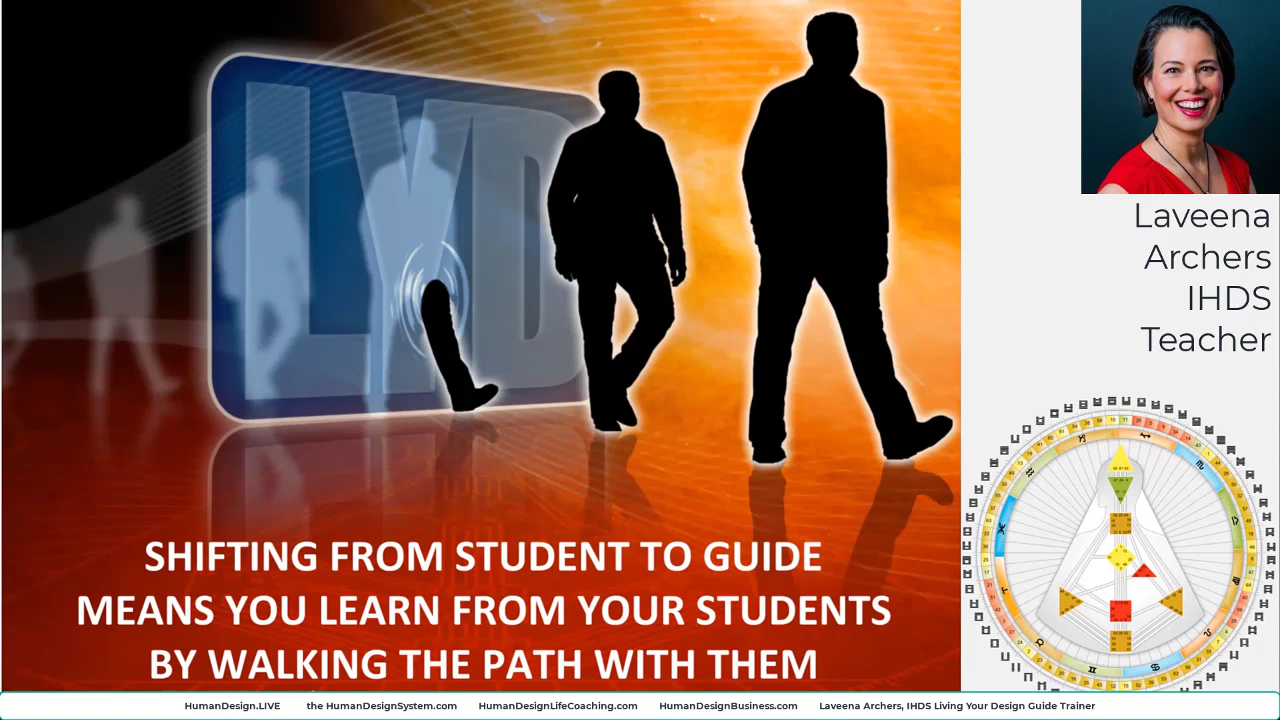 LYD
SHIFTING FROM STUDENT TO GUIDE
MEANS YOU LEARN FROM YOUR STUDENTS
BY WALKING THE PATH WITH THEM
Laveena
Archers
IHDS
Teacher
HumanDesign.LIVE the HumanDesignSystem.com HumanDesignLifeCoaching.com HumanDesignBusiness.com Laveena Archers, IHDS Living Your Design Guide Trainer